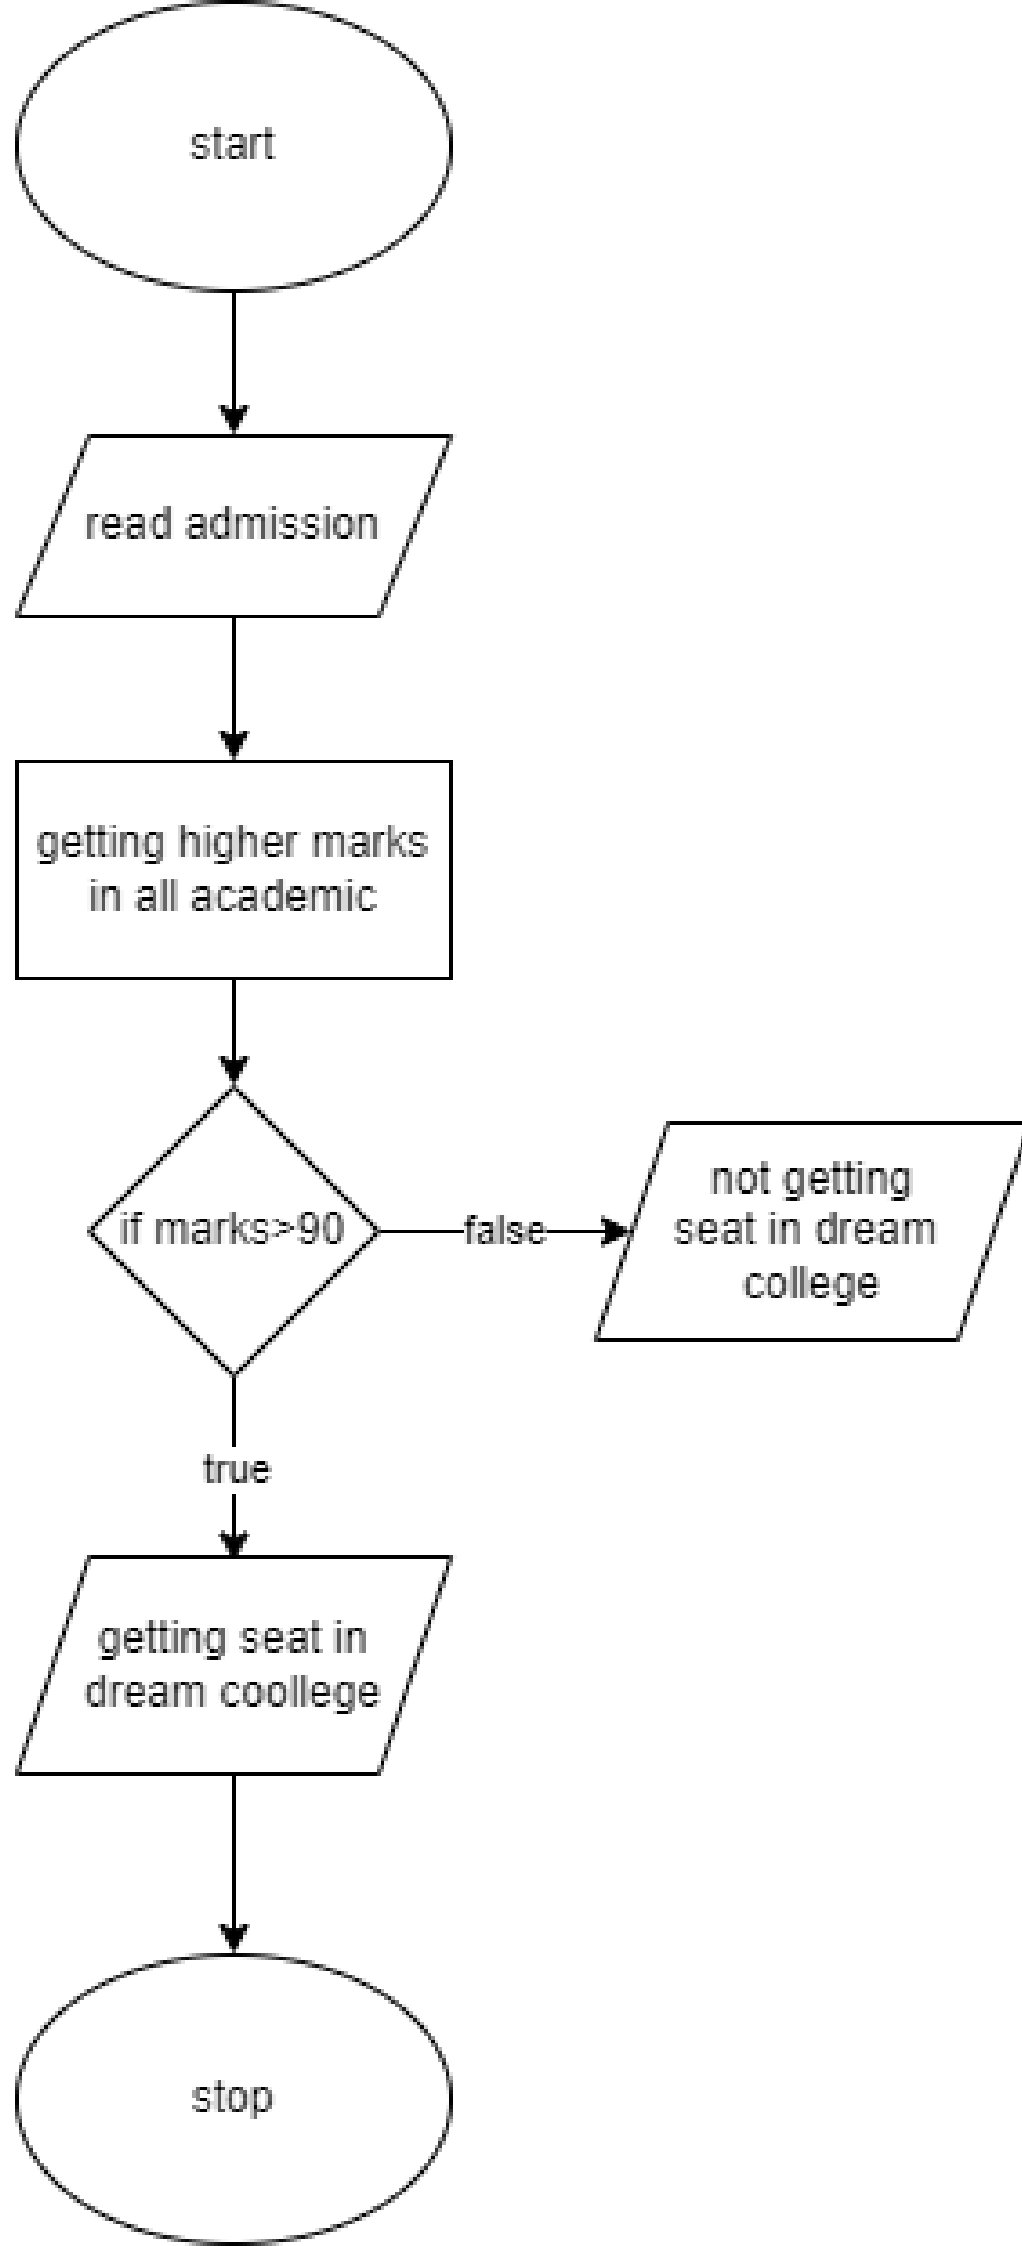 start
read admission
getting higher marks
in all academic
if marks>90
false
not getting
seat in dream
college
true
getting seat in
dream coollege
stop